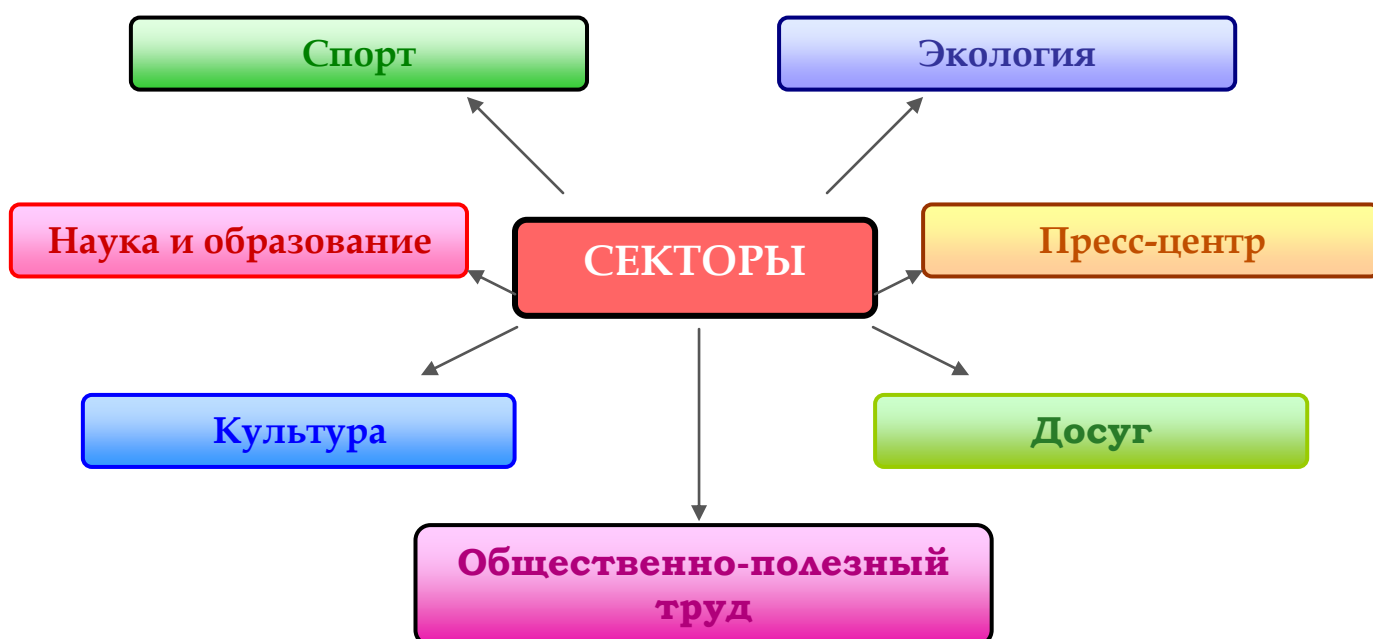 Спорт
Экология
Наука и образование
СЕКТОРЫ
Пресс-центр
Культура
Досуг
Общественно-полезный
труд